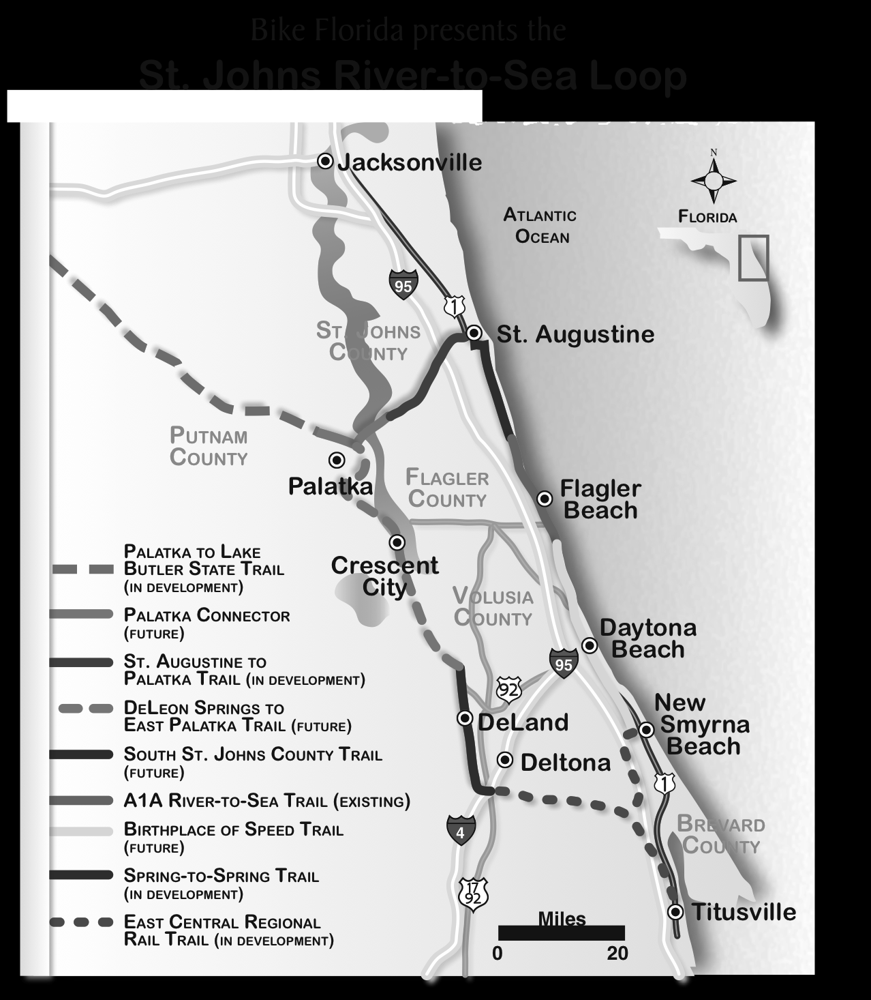 Bike Florida presents the
St. Johns River-to-Sea Loop
Jacksonville
N
Atlantic
Ocean
Florida
95
1
St. Augustine
St. Johns
County
Putnam
County
Palatka
Flagler
County
Flagler
Beach
Crescent
City
Volusia
County
Daytona
Beach
95
92
New
Smyrna
Beach
DeLand
Deltona
1
4
Brevard
County
17
92
Titusville
Palatka to Lake
Butler State Trail
(in development)
Palatka Connector
(future)
St. Augustine to
Palatka Trail (in development)
DeLeon Springs to
East Palatka Trail (future)
South St. Johns County Trail
(future)
A1A River-to-Sea Trail (existing)
Birthplace of Speed Trail
(future)
Spring-to-Spring Trail
(in development)
East Central Regional
Rail Trail (in development)
Miles
0 20